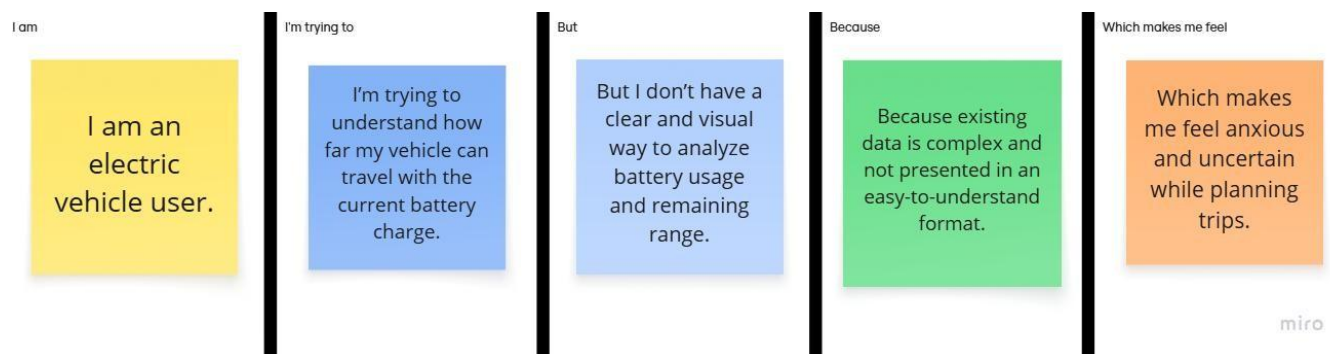 I am
I am an
electric
vehicle user.
I'm trying to
I'm trying to
understand how
far my vehicle can
travel with the
current battery
charge.
But
But I don't have a
clear and visual
way to analyze
battery usage
and remaining
range.
Because
Because existing
data is complex and
not presented in an
easy-to-understand
format.
Which makes me feel
Which makes
me feel anxious
and uncertain
while planning
trips.
miro